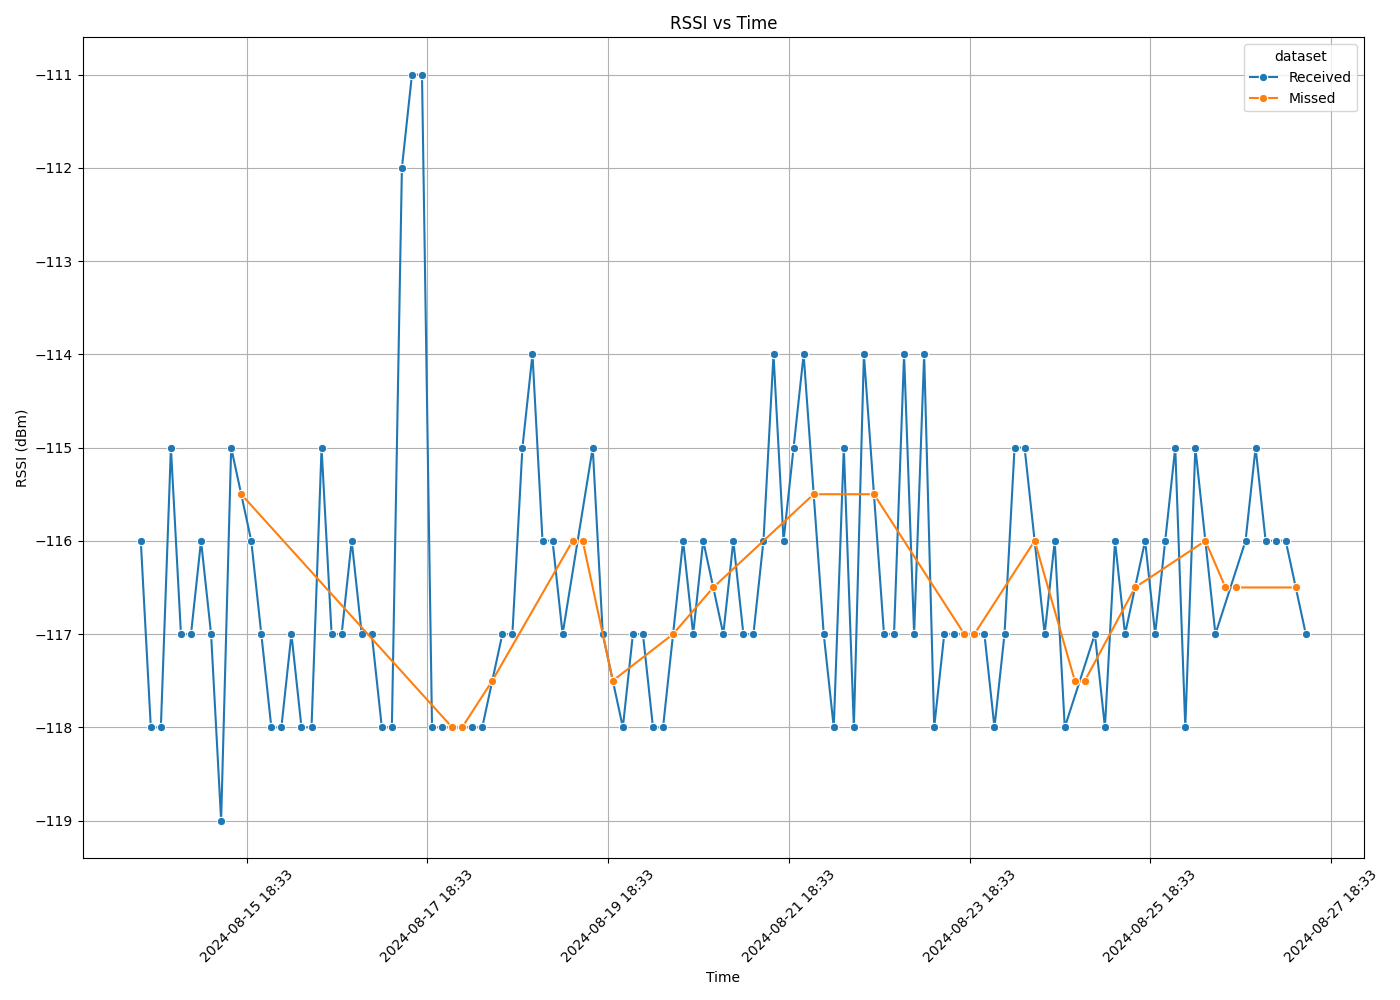 RSSI vs Time
dataset
Received
Missed
−111
−112
−113
−114
−115
−116
−117
−118
−119
RSSI (dBm)
2024-08-15 18:33
2024-08-17 18:33
2024-08-19 18:33
2024-08-21 18:33
2024-08-23 18:33
2024-08-25 18:33
2024-08-27 18:33
Time